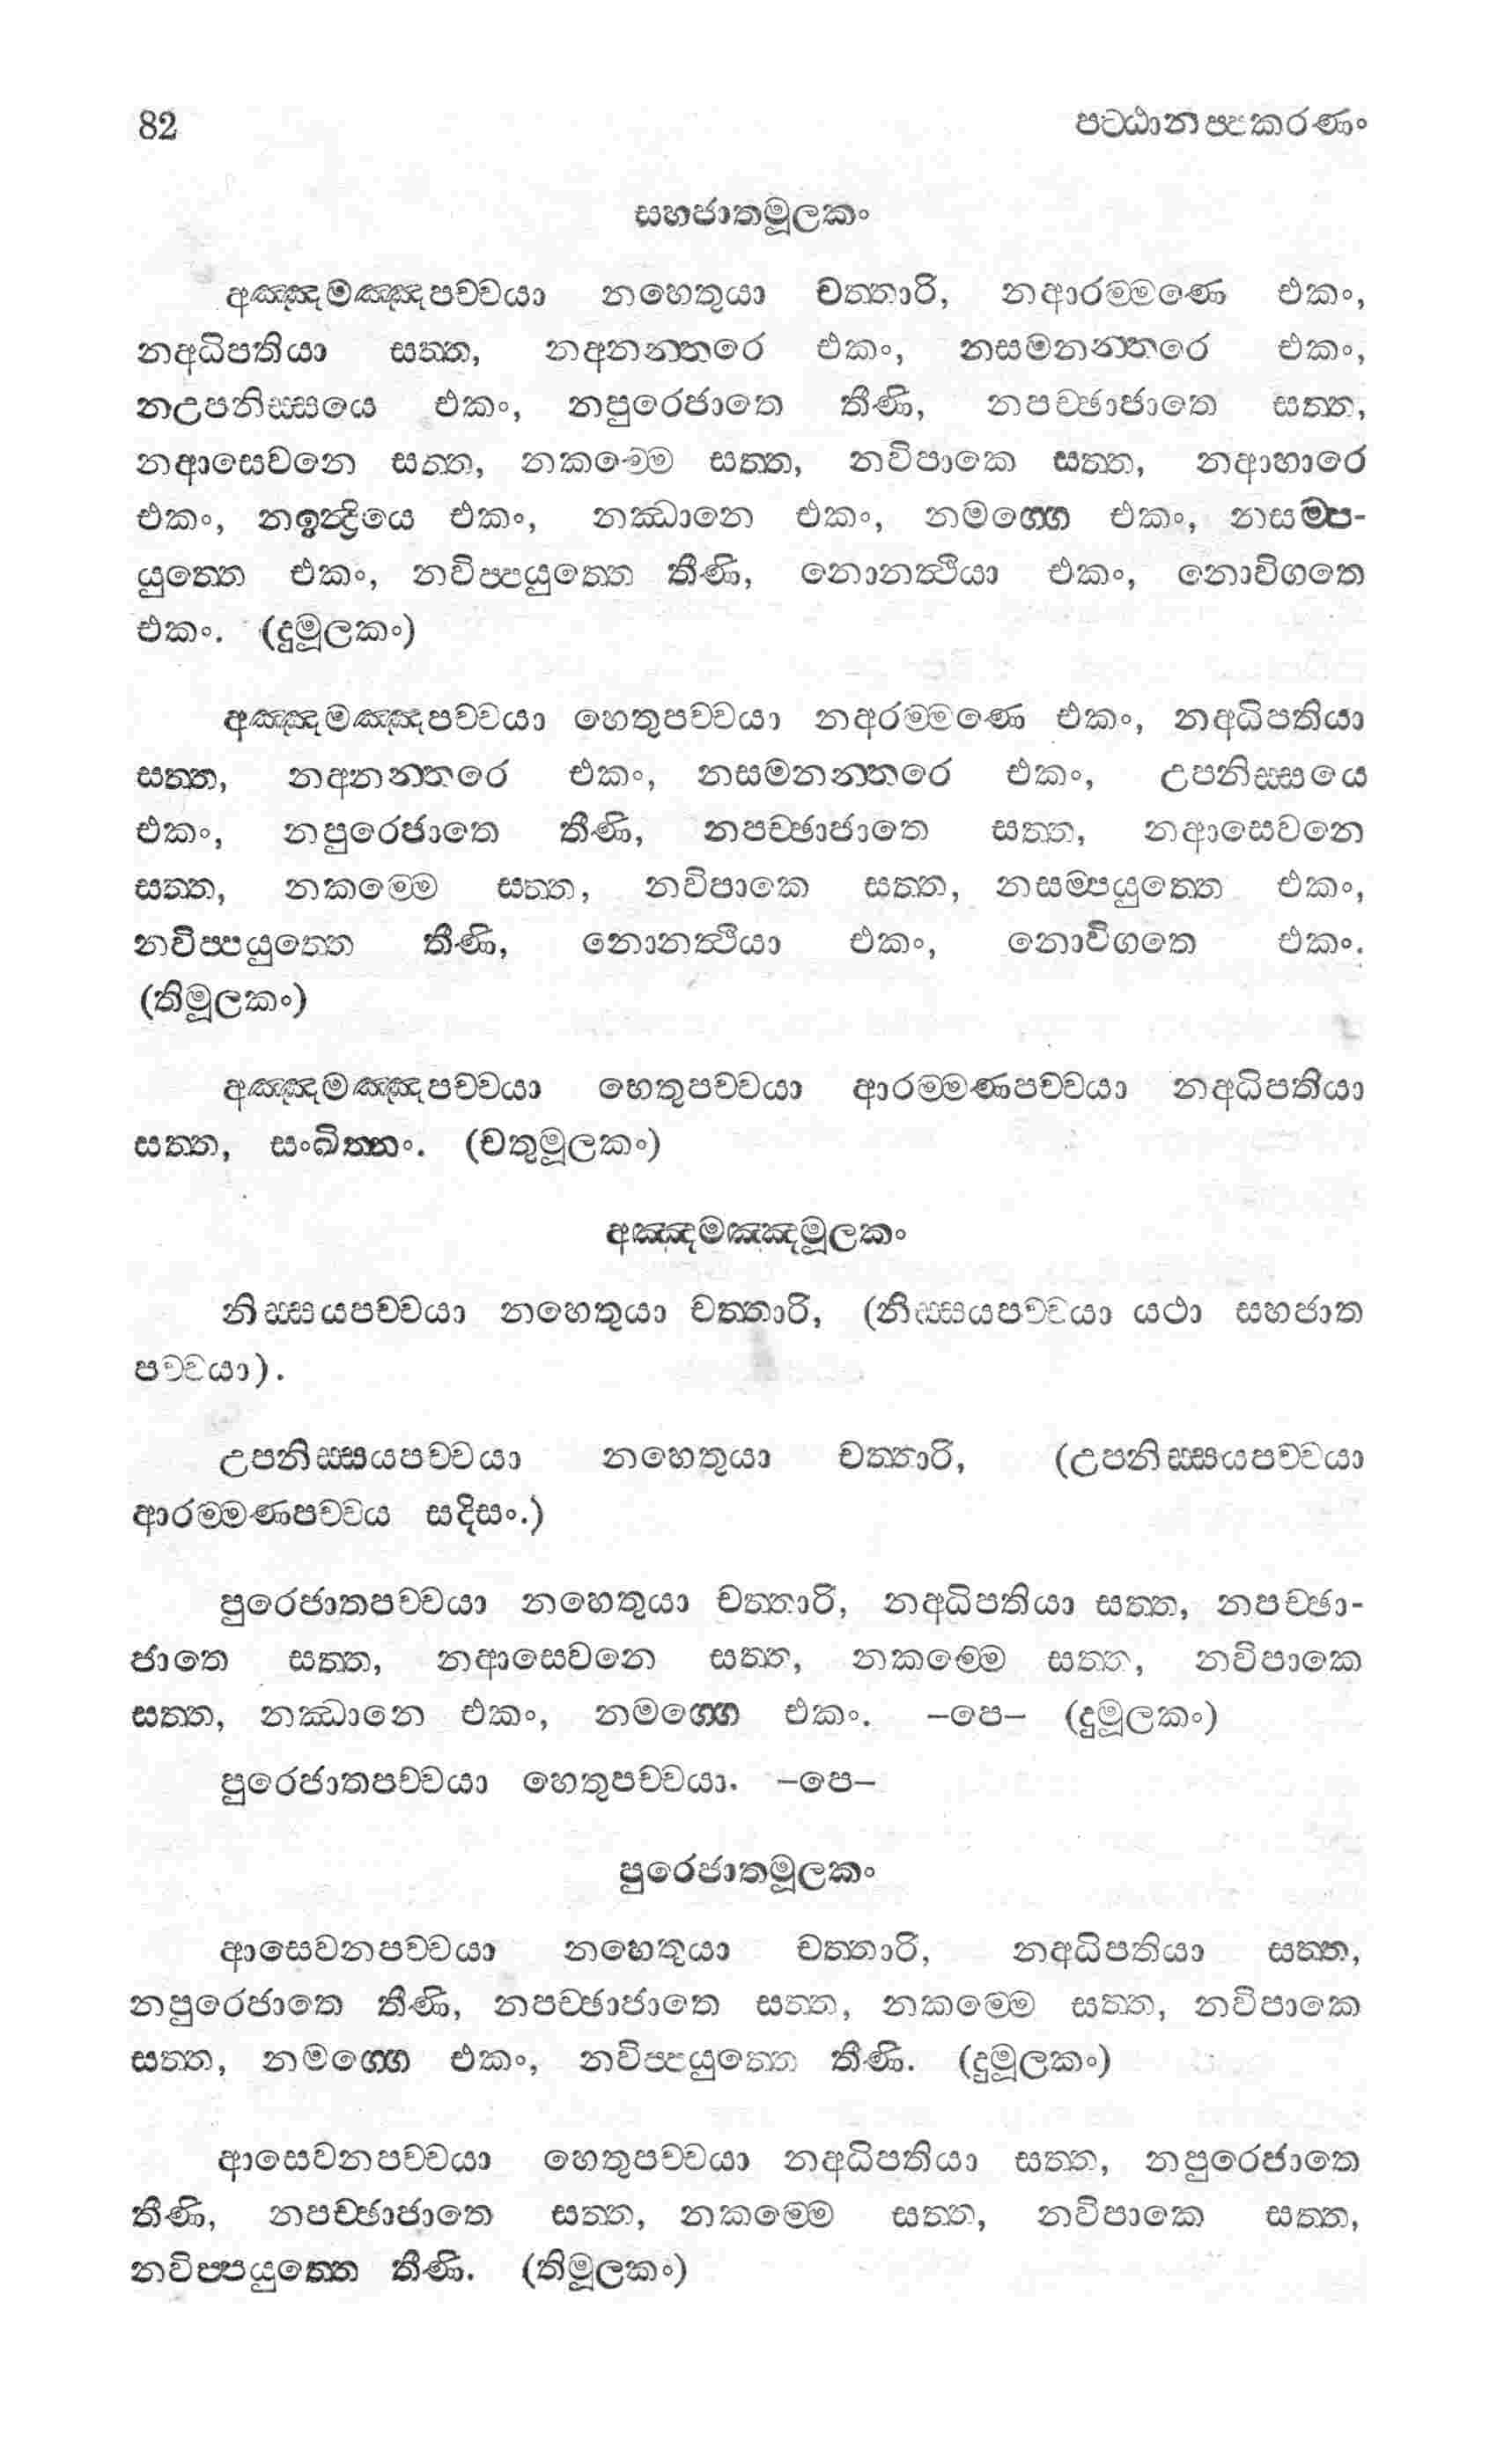 82 පට්ඨානප්පකරණං
සහජාතමූලකං
අඤ්ඤමඤ්ඤපච්චයා නහෙතුයා චත්තාරි, නආරම්මණෙ එකං,
නඅධිපතියා සත්ත, නඅනන්තරෙ එකං, නසමනන්තරෙ එකං,
නඋපනිස්සයෙ එකං, නපුරෙජාතෙ තීණි, නපච්ඡාජාතෙ සත්ත,
නආසෙවනෙ සත්ත, නකම්මෙ සත්ත, නවිපාකෙ සත්ත, නආහාරෙ
එකං, නඉන්ද්‍රියෙ එකං, නඣානෙ එකං, නමග්ගෙ එකං, නසම්ප-
යුත්තෙ එකං, නවිප්පයුත්තෙ තීණි, නොනත්ථියා එකං, නොවිගතෙ
එකං. (දුමූලකං)
අඤ්ඤමඤ්ඤපච්චයා හෙතුපච්චයා නඅරම්මණෙ එකං, නඅධිපතියා
සත්ත, නඅනන්තරෙ එකං, නසමනන්තරෙ එකං, උපනිස්සයෙ
එකං, නපුරෙජාතෙ තීණි, නපච්ඡාජාතෙ සත්ත, නආසෙවනෙ
සත්ත, නකම්මෙ සත්ත, නවිපාකෙ සත්ත, නසම්පයුත්තෙ එකං,
නවිප්පයුත්තෙ තීණි, නොනත්ථියා එකං, නොවිගතෙ එකං.
(තිමූලකං)
අඤ්ඤමඤ්ඤපච්චයා හෙතුපච්චයා ආරම්මණපච්චයා නඅධිපතියා
සත්ත, සංඛිත්තං. (චතුමූලකං)
අඤ්ඤමඤ්ඤමූලකං
නිස්සයපච්චයා නහෙතුයා චත්තාරි, (නිස්සයපච්චයා යථා සහජාත
පච්චයා).
උපනිස්සයපච්චයා නහෙතුයා චත්තාරි, (උපනිස්සයපච්චයා
ආරම්මණපච්චය සදිසං.)
පුරෙජාතපච්චයා නහෙතුයා චත්තාරි, නඅධිපතියා සත්ත, නපච්ඡා-
ජාතෙ සත්ත, නආසෙවනෙ සත්ත, නකම්මෙ සත්ත, නවිපාකෙ
සත්ත, නඣානෙ එකං, නමග්ගෙ එකං. –පෙ– (දුමූලකං)
පුරෙජාතපච්චයා හෙතුපච්චයා. –පෙ–
පුරෙජාතමූලකං
ආසෙවනපච්චයා නහෙතුයා චත්තාරි, නඅධිපතියා සත්ත,
නපුරෙජාතෙ තීණි, නපච්ඡාජාතෙ සත්ත, නකම්මෙ සත්ත, නවිපාකෙ
සත්ත, නමග්ගෙ එකං, නවිප්පයුත්තෙ තීණි. (දුමූලකං)
ආසෙවනපච්චයා හෙතුපච්චයා නඅධිපතියා සත්ත, නපුරෙජාතෙ
තීණි, නපච්ඡාජාතෙ සත්ත, නකම්මෙ සත්ත, නවිපාකෙ සත්ත,
නවිප්පයුත්තෙ තීණි. (තිමූලකං)